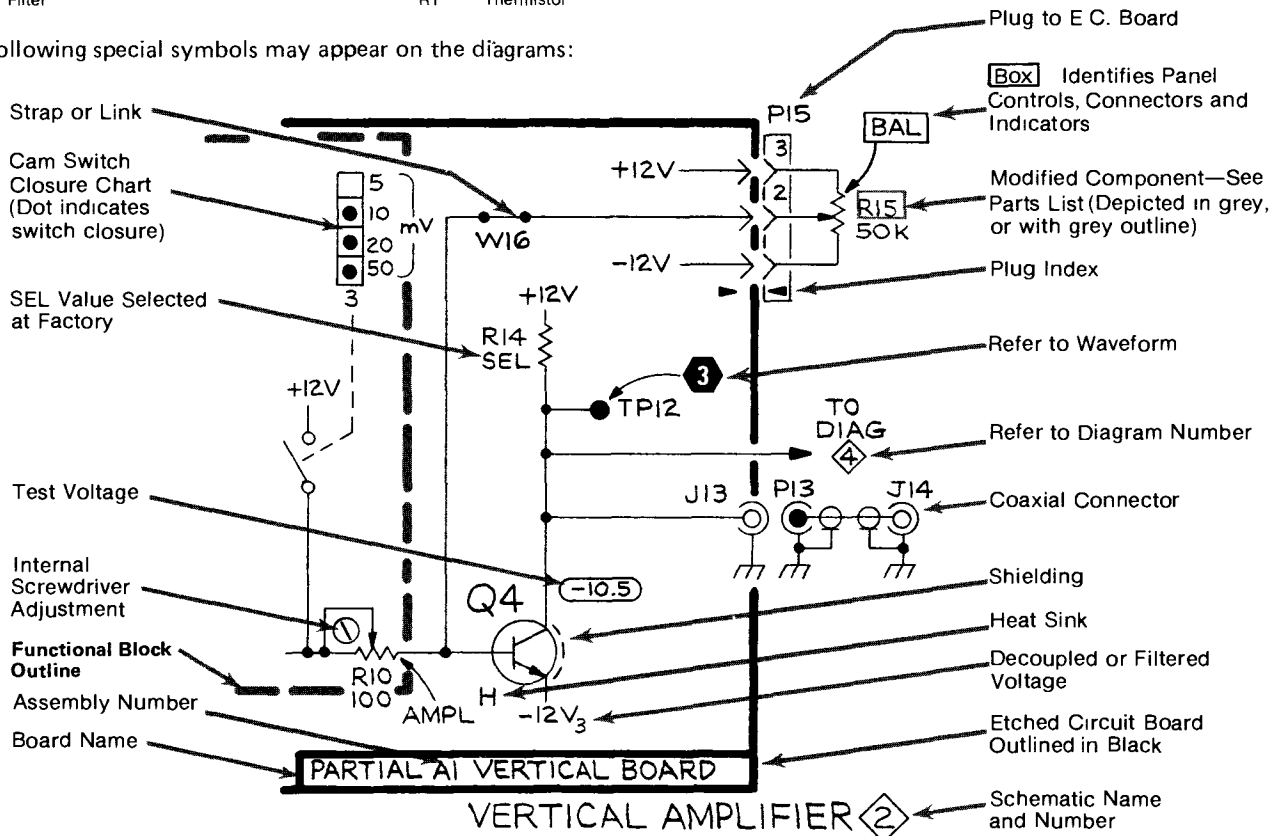 Filter
RT Thermistor
ollowing special symbols may appear on the diagrams:
Strap or Link
Cam Switch
Closure Chart
(Dot indicates
switch closure)
SEL Value Selected
at Factory
Test Voltage
Internal
Screwdriver
Adjustment
Functional Block
Outline
Assembly Number
Board Name
5
10
20
50
mV
3
+12V
W16
+12V
R14
SEL
3
TP12
+12V
-12V
P15
3
2
BAL
R15
50K
TO
DIAG
4
J13
P13
J14
-10.5
Q4
R10
100
AMPL
H
-12V3
PARTIAL A1 VERTICAL BOARD
VERTICAL AMPLIFIER 2
Plug to E C. Board
Box Identifies Panel
Controls, Connectors and
Indicators
Modified Component—See
Parts List (Depicted in grey,
or with grey outline)
Plug Index
Refer to Waveform
Refer to Diagram Number
Coaxial Connector
Shielding
Heat Sink
Decoupled or Filtered
Voltage
Etched Circuit Board
Outlined in Black
Schematic Name
and Number